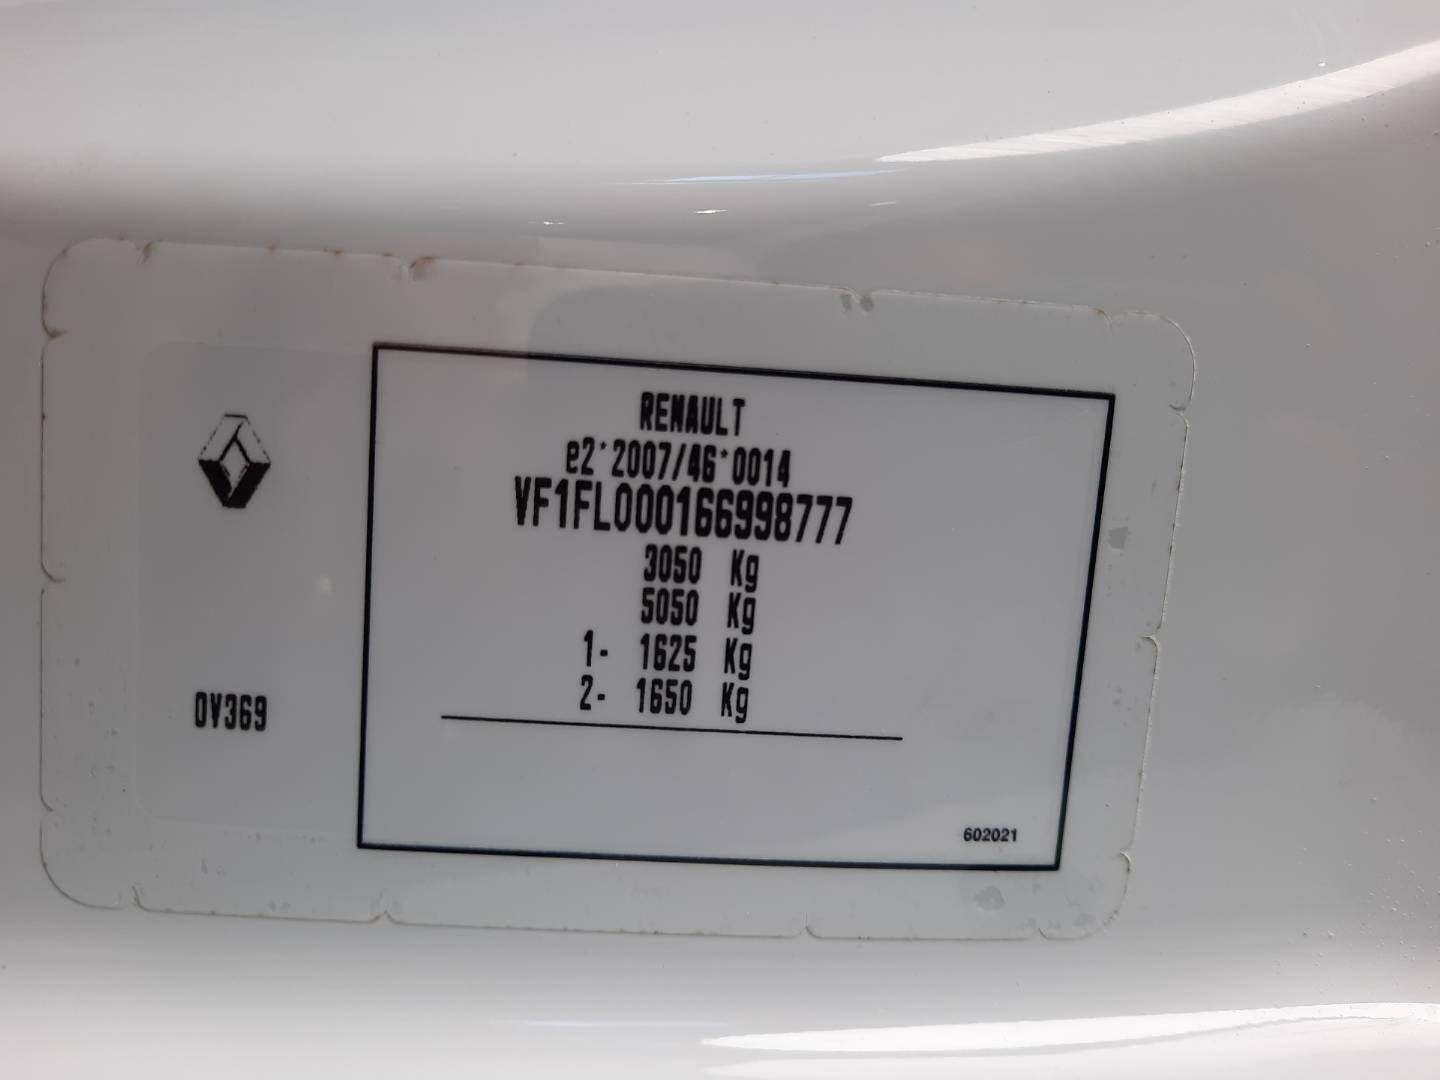 RENAULT
e2*2007/46*0014
VF1FL000166998777
3050 Kg
5050 Kg
1- 1625 Kg
2- 1650 Kg
0V369
602021